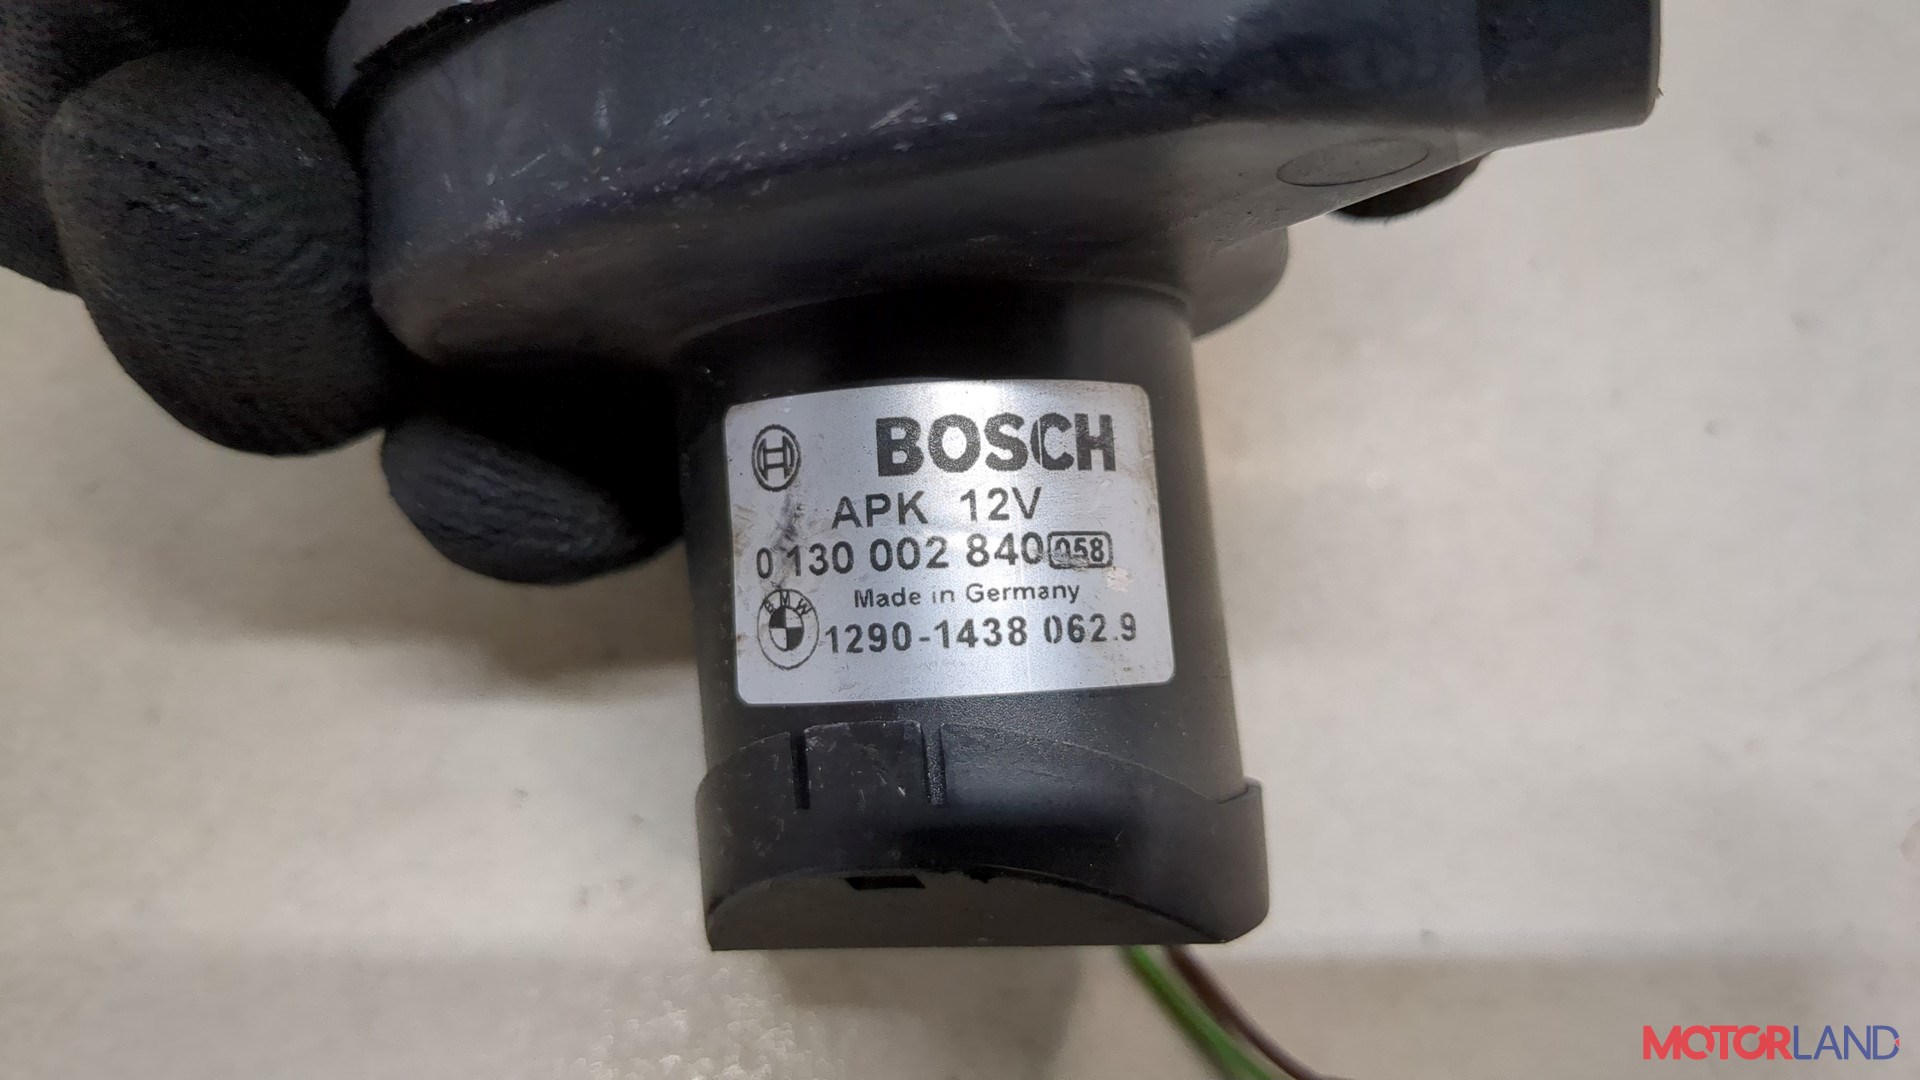 BOSCH
APK 12V
0 130 002 840 058
Made in Germany
BMW
1290-1438 062.9
MOTORLAND